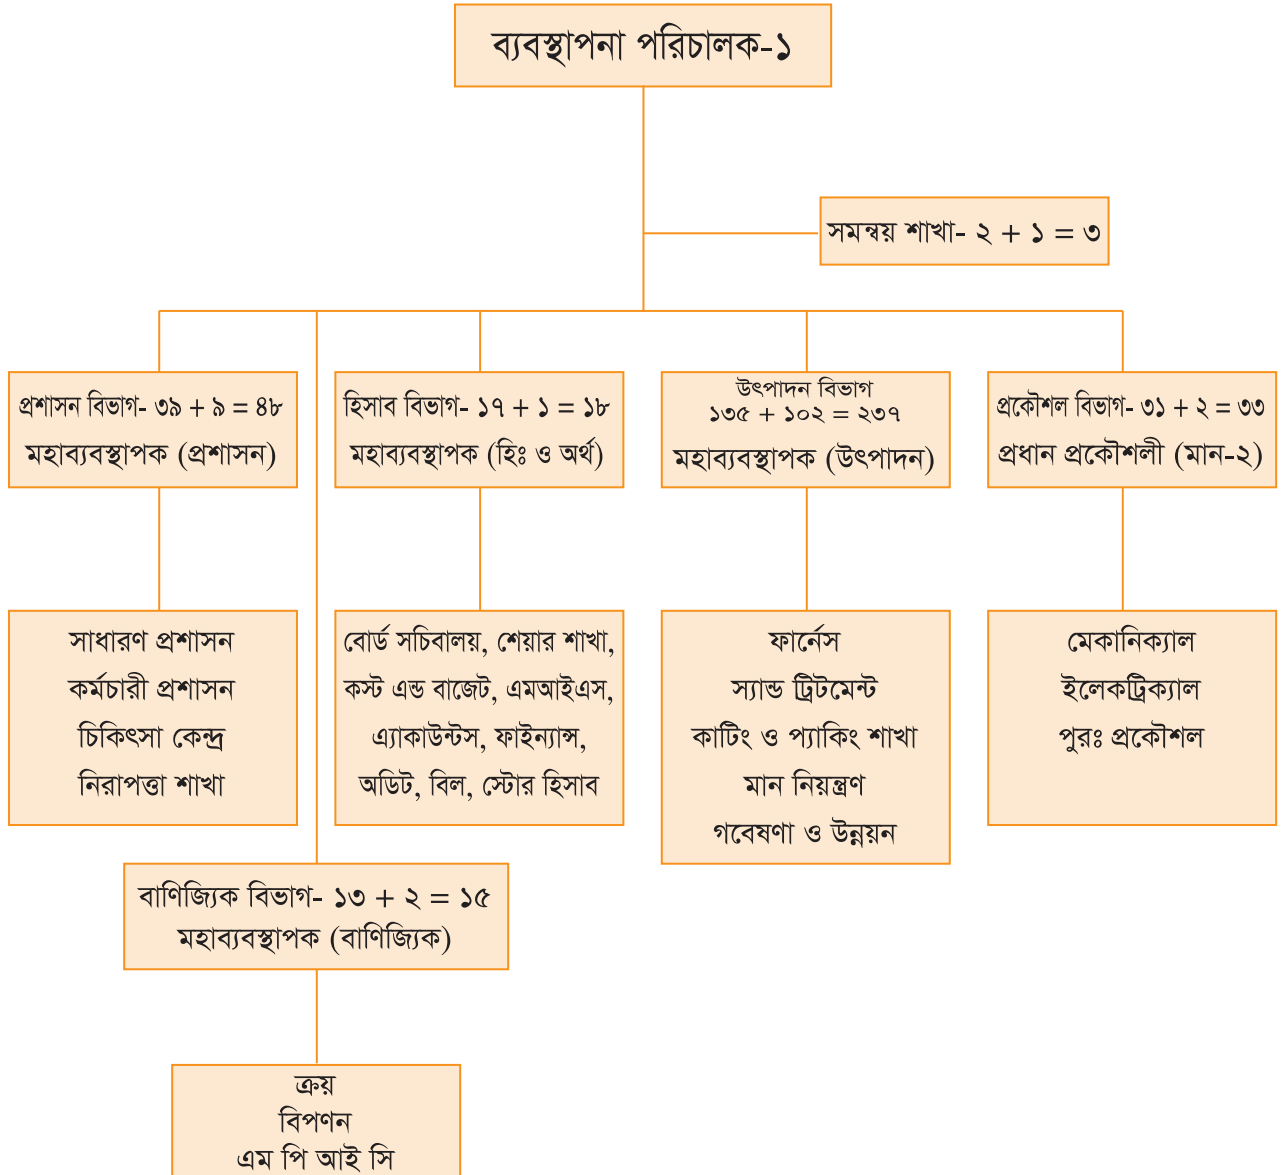 ব্যবস্থাপনা পরিচালক-১
সমন্বয় শাখা- ২ + ১ = ৩
প্রশাসন বিভাগ- ৩৯ + ৯ = ৪৮
মহাব্যবস্থাপক (প্রশাসন)
হিসাব বিভাগ- ১৭ + ১ = ১৮
মহাব্যবস্থাপক (হিঃ ও অর্থ)
উৎপাদন বিভাগ
১৩৫ + ১০২ = ২৩৭
মহাব্যবস্থাপক (উৎপাদন)
প্রকৌশল বিভাগ- ৩১ + ২ = ৩৩
প্রধান প্রকৌশলী (মান-২)
সাধারণ প্রশাসন
কর্মচারী প্রশাসন
চিকিৎসা কেন্দ্র
নিরাপত্তা শাখা
বোর্ড সচিবালয়, শেয়ার শাখা,
কস্ট এন্ড বাজেট, এমআইএস,
এ্যাকাউন্টস, ফাইন্যান্স,
অডিট, বিল, স্টোর হিসাব
ফার্নেস
স্যান্ড ট্রিটমেন্ট
কাটিং ও প্যাকিং শাখা
মান নিয়ন্ত্রণ
গবেষণা ও উন্নয়ন
মেকানিক্যাল
ইলেকট্রিক্যাল
পুরঃ প্রকৌশল
বাণিজ্যিক বিভাগ- ১৩ + ২ = ১৫
মহাব্যবস্থাপক (বাণিজ্যিক)
ক্রয়
বিপণন
এম পি আই সি